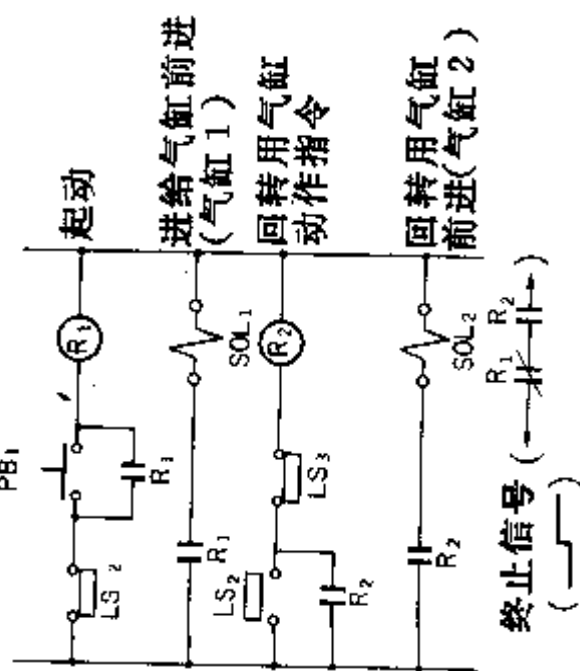 PB₁
LS₂
R₁
R₁
起动
R₁
SOL₁
进给气缸前进
(气缸1)
LS₂
R₂
LS₃
R₂
回转用气缸
动作指令
R₂
SOL₂
回转用气缸
前进(气缸2)
终止信号(
R₁
R₂
)
(
)